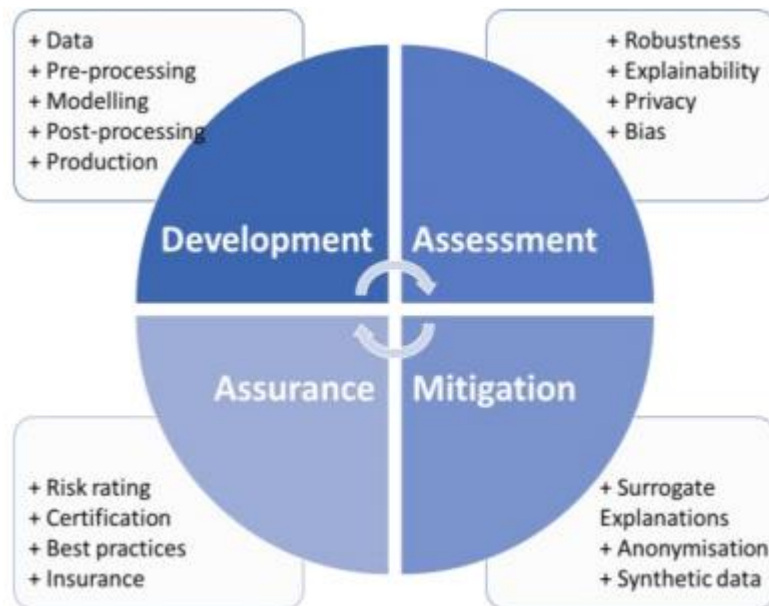 + Data
+ Pre-processing
+ Modelling
+ Post-processing
+ Production
+ Robustness
+ Explainability
+ Privacy
+ Bias
Development
Assessment
Assurance
Mitigation
+ Risk rating
+ Certification
+ Best practices
+ Insurance
+ Surrogate
Explanations
+ Anonymisation
+ Synthetic data